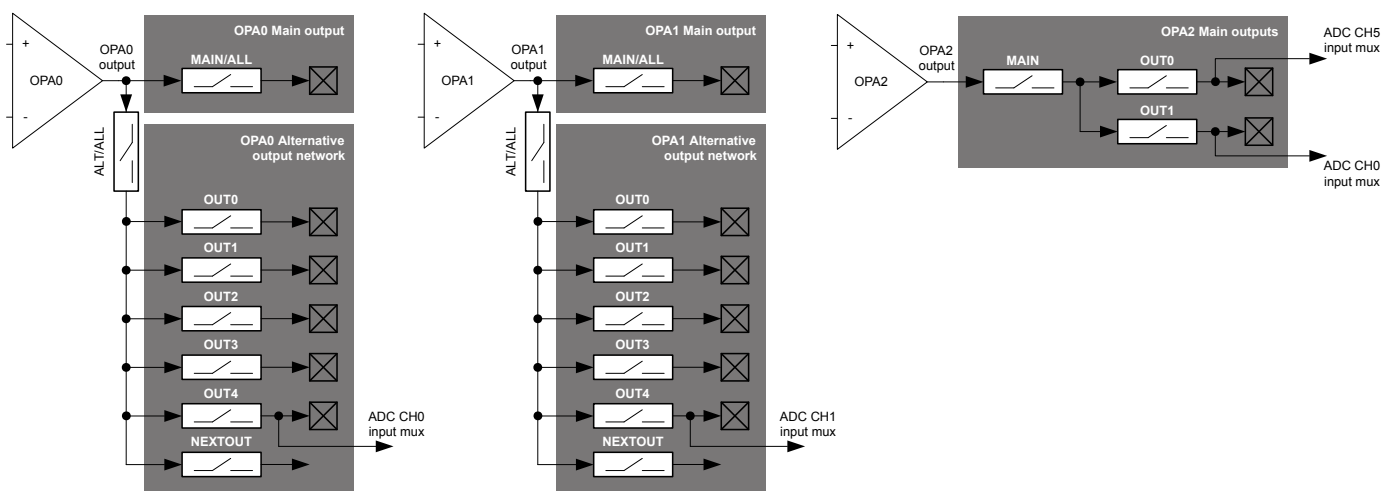 +
-
OPA0
OPA0
output
OPA0 Main output
MAIN/ALL
ALT/ALL
OPA0 Alternative
output network
OUT0
OUT1
OUT2
OUT3
OUT4
NEXTOUT
ADC CH0
input mux
+
-
OPA1
OPA1
output
OPA1 Main output
MAIN/ALL
ALT/ALL
OPA1 Alternative
output network
OUT0
OUT1
OUT2
OUT3
OUT4
NEXTOUT
ADC CH1
input mux
+
-
OPA2
OPA2
output
OPA2 Main outputs
MAIN
OUT0
OUT1
ADC CH5
input mux
ADC CH0
input mux